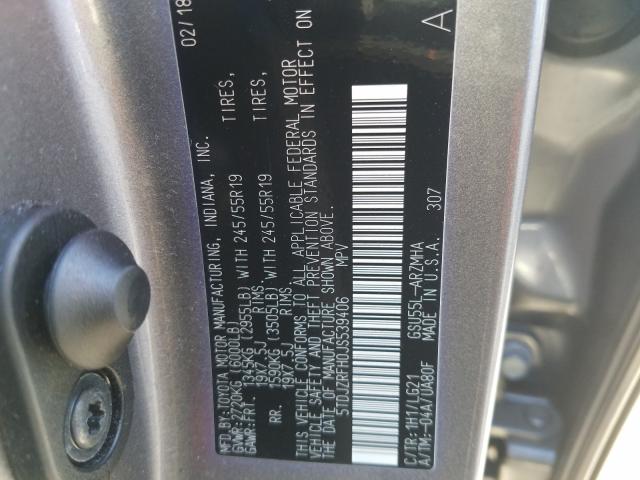 02/18
A
MFD.BY:TOYOTA MOTOR MANUFACTURING, INDIANA, INC.
GVWR:2720KG (6000LB)
GAWR:FRT. 1345KG (2955LB) WITH 245/55R19 TIRES,
19X7.5J RIMS,
RR. 1590KG (3505LB) WITH 245/55R19 TIRES,
19X7.5J RIMS.
THIS VEHICLE CONFORMS TO ALL APPLICABLE FEDERAL MOTOR
VEHICLE SAFETY AND THEFT PREVENTION STANDARDS IN EFFECT ON
THE DATE OF MANUFACTURE SHOWN ABOVE.
5TDJZRFH0JS539406 MPV
C/TR:1H1/LG21 GSU55L-ARZMHA
A/TM:-04A/UA80F MADE IN U.S.A. 307